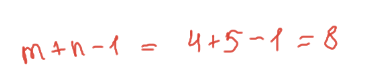 m+n-1 = 4+5-1=8